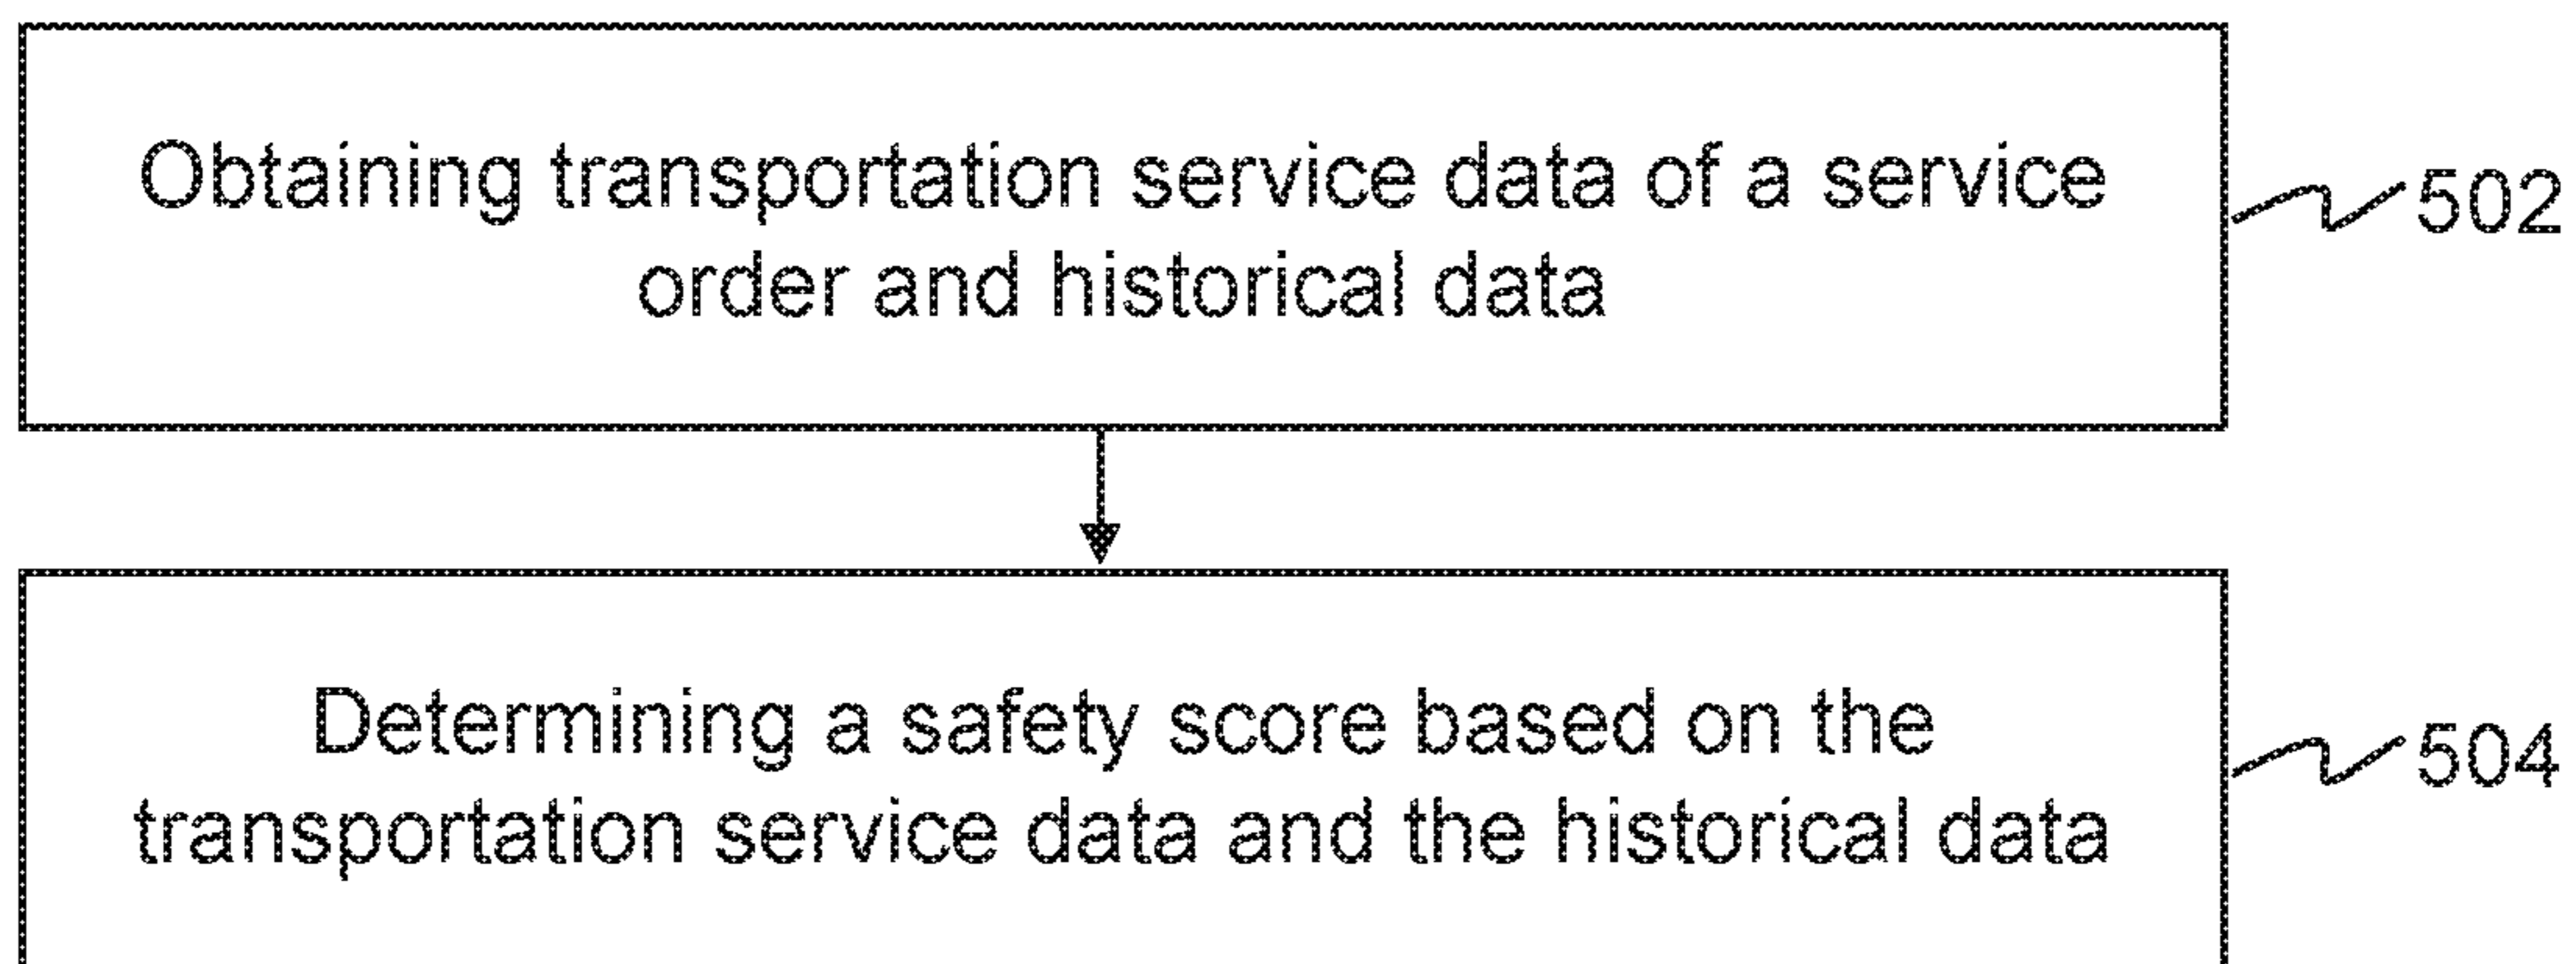 Obtaining transportation service data of a service
order and historical data
502
Determining a safety score based on the
transportation service data and the historical data
504